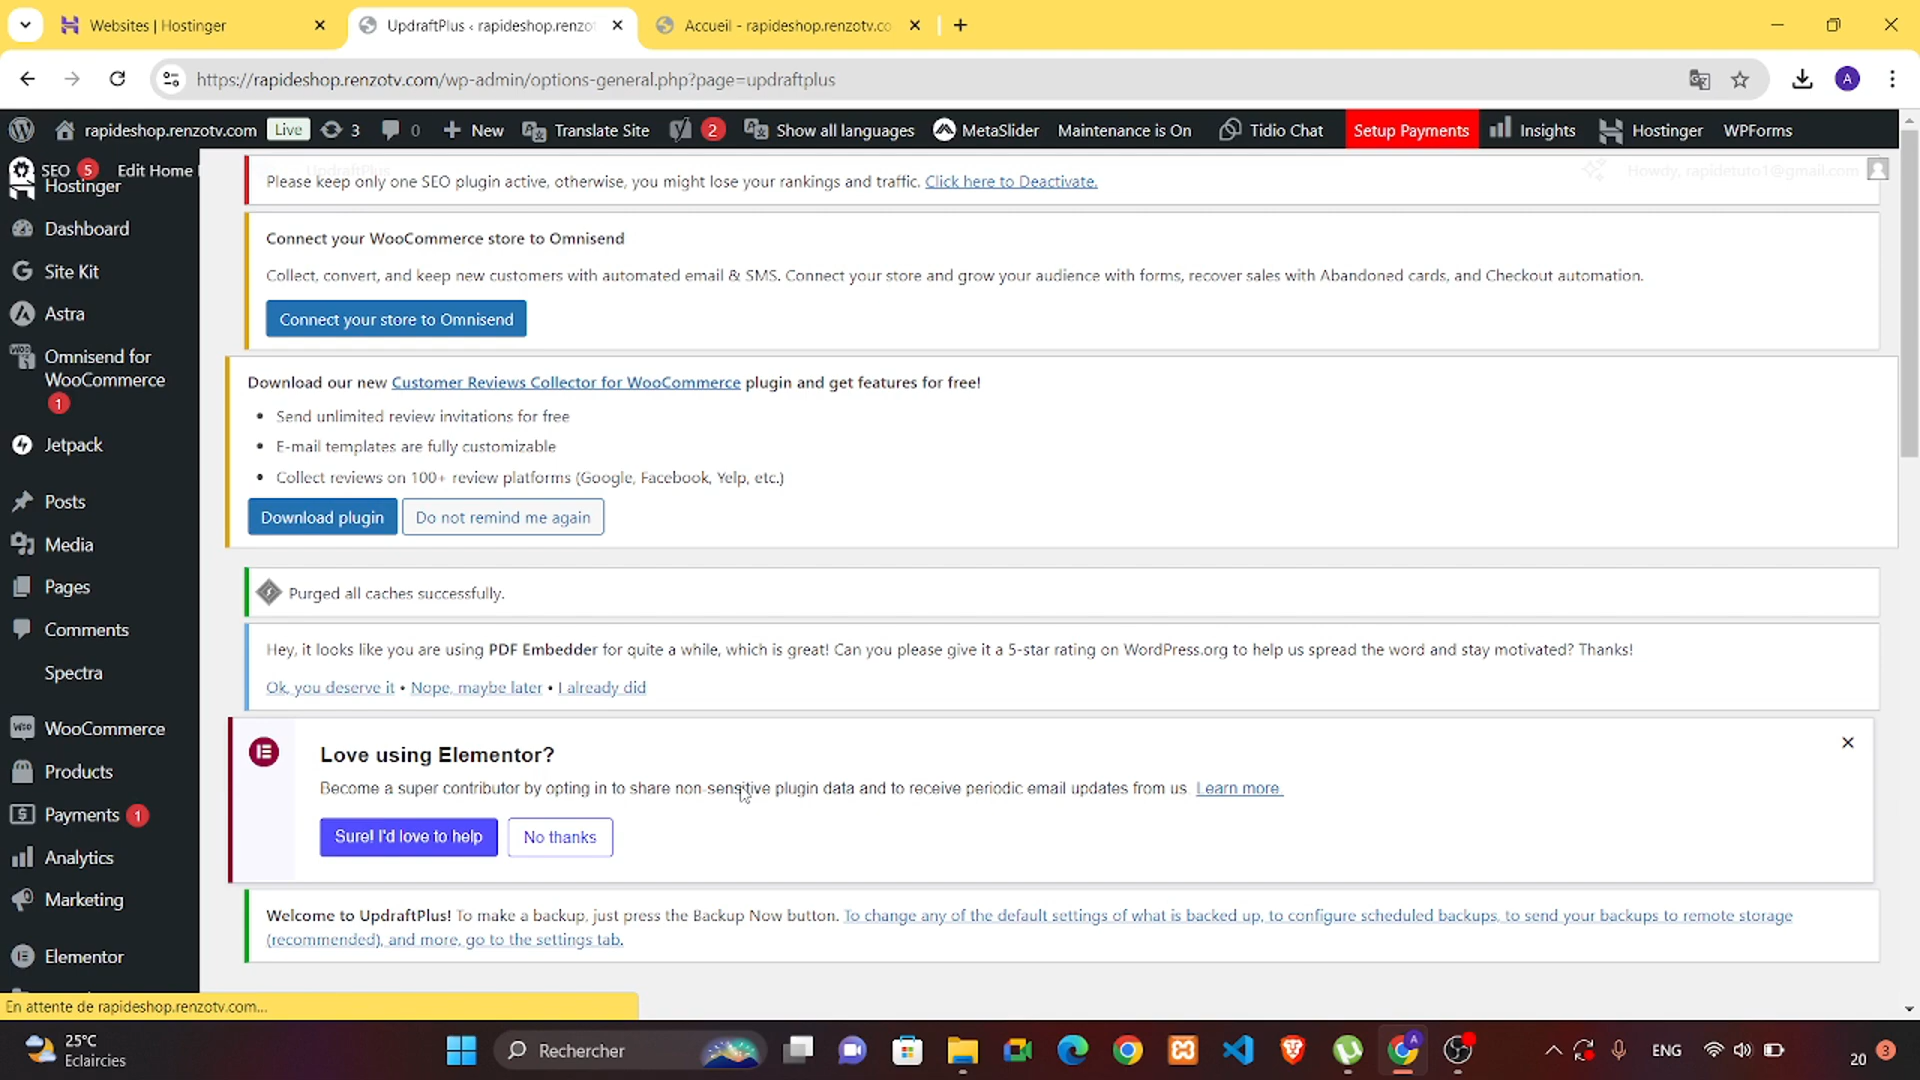 Websites | Hostinger
UpdraftPlus ‹ rapideshop.renzo
Accueil - rapideshop.renzotv.co
https://rapideshop.renzotv.com/wp-admin/options-general.php?page=updraftplus
A
rapideshop.renzotv.com Live 3 0 New Translate Site 2 Show all languages MetaSlider Maintenance is On Tidio Chat Setup Payments Insights Hostinger WPForms
SEO 5 Edit Home UpdraftPlus Howdy, rapidetuto1@gmail.com
Hostinger
Dashboard
Site Kit
Astra
Omnisend for
WooCommerce
1
Jetpack
Posts
Media
Pages
Comments
Spectra
WooCommerce
Products
Payments 1
Analytics
Marketing
Elementor
Please keep only one SEO plugin active, otherwise, you might lose your rankings and traffic. Click here to Deactivate.
Connect your WooCommerce store to Omnisend
Collect, convert, and keep new customers with automated email & SMS. Connect your store and grow your audience with forms, recover sales with Abandoned cards, and Checkout automation.
Connect your store to Omnisend
Download our new Customer Reviews Collector for WooCommerce plugin and get features for free!
• Send unlimited review invitations for free
• E-mail templates are fully customizable
• Collect reviews on 100+ review platforms (Google, Facebook, Yelp, etc.)
Download plugin Do not remind me again
Purged all caches successfully.
Hey, it looks like you are using PDF Embedder for quite a while, which is great! Can you please give it a 5-star rating on WordPress.org to help us spread the word and stay motivated? Thanks!
Ok, you deserve it • Nope, maybe later • I already did
Love using Elementor?
Become a super contributor by opting in to share non-sensitive plugin data and to receive periodic email updates from us Learn more.
Sure! I'd love to help No thanks
Welcome to UpdraftPlus! To make a backup, just press the Backup Now button. To change any of the default settings of what is backed up, to configure scheduled backups, to send your backups to remote storage
(recommended), and more, go to the settings tab.
En attente de rapideshop.renzotv.com...
25°C
Eclaircies
Rechercher
A
ENG
20
3